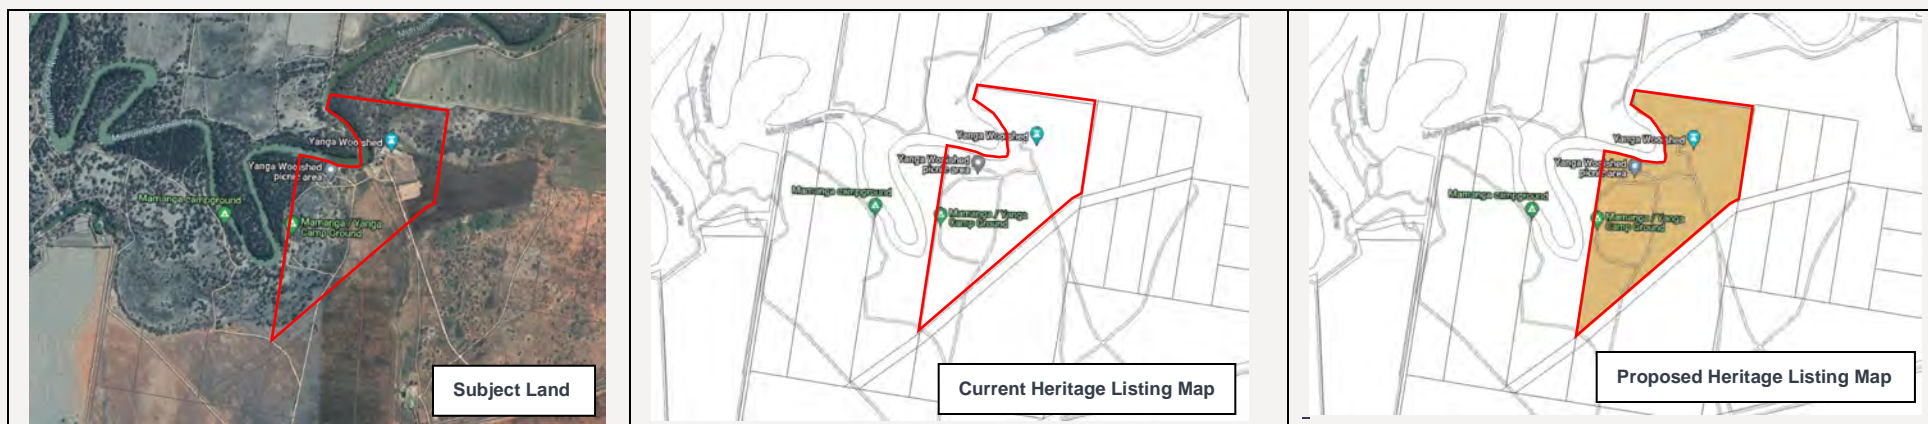 Yanga Woolshed
Yanga Woolshed
picnic area
Mamanga campground
Mamanga / Yanga
Camp Ground
Subject Land
Yanga Woolshed
Yanga Woolshed
picnic area
Mamanga campground
Mamanga / Yanga
Camp Ground
Current Heritage Listing Map
Yanga Woolshed
Yanga Woolshed
picnic area
Mamanga campground
Mamanga / Yanga
Camp Ground
Proposed Heritage Listing Map